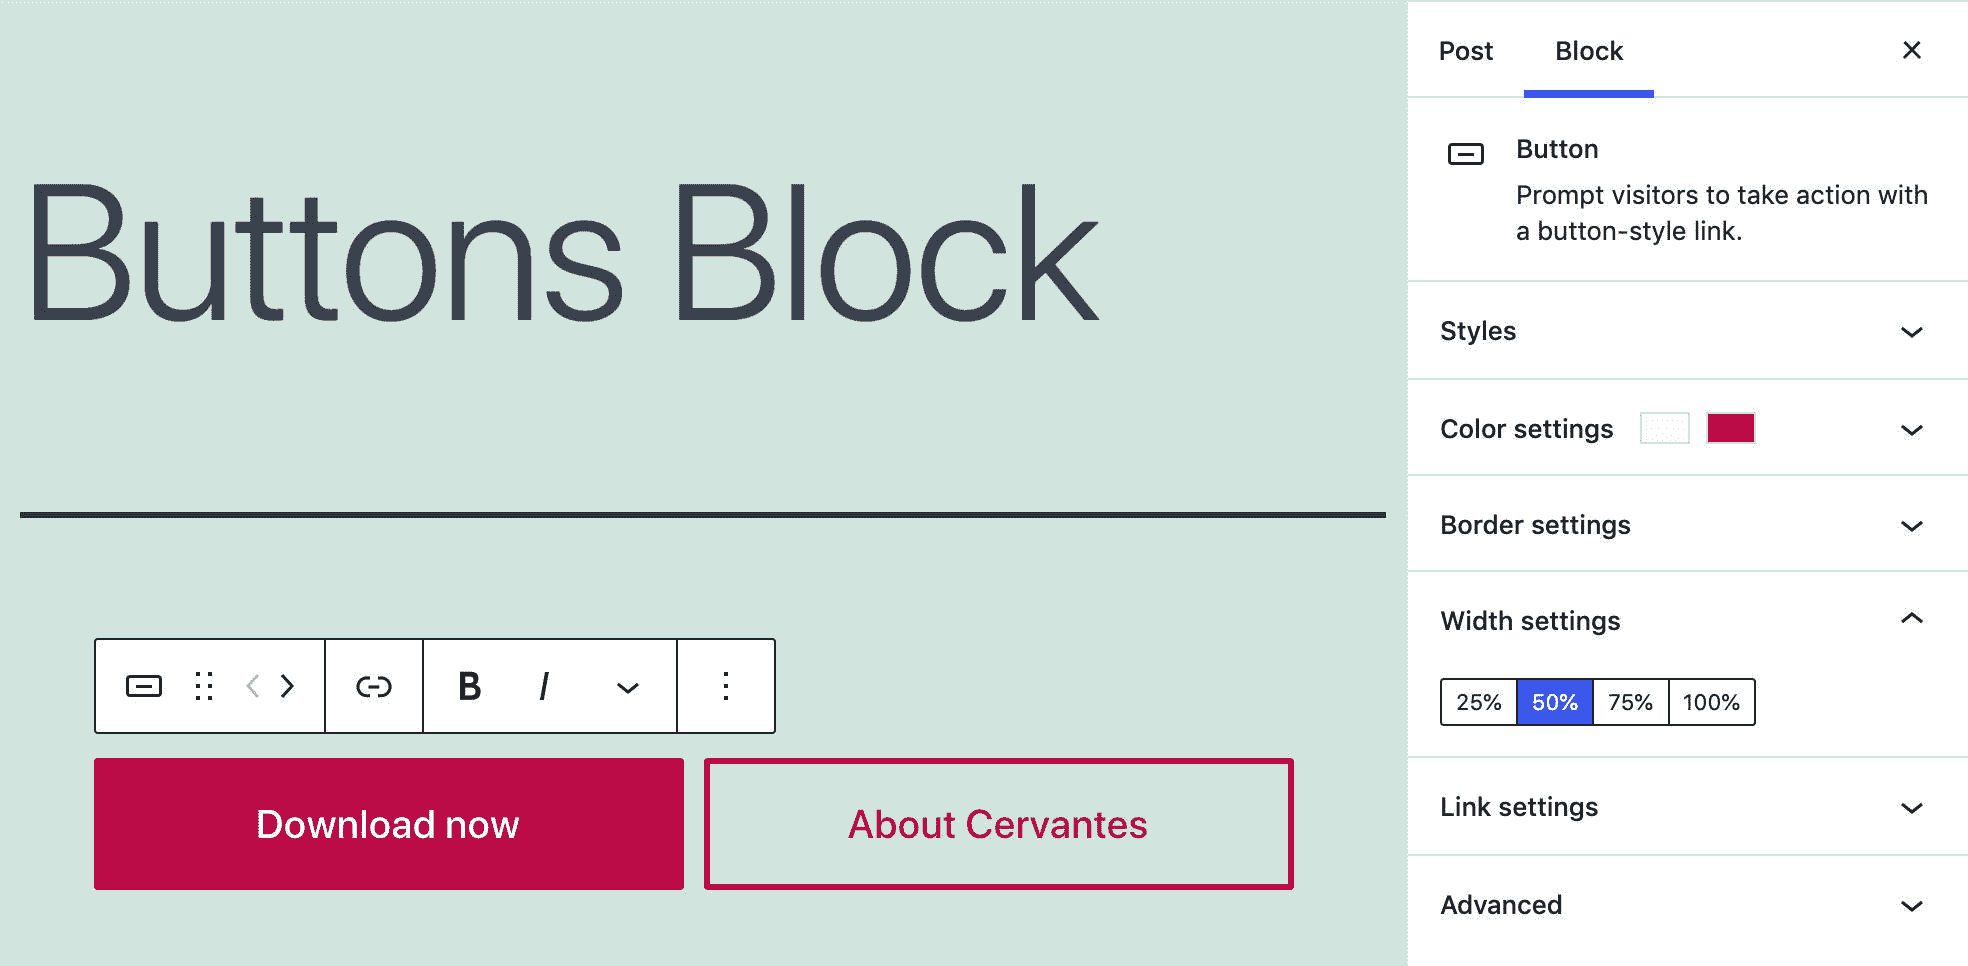 Buttons Block
B I
Download now
About Cervantes
Post
Block
Button
Prompt visitors to take action with
a button-style link.
Styles
Color settings
Border settings
Width settings
25% 50% 75% 100%
Link settings
Advanced